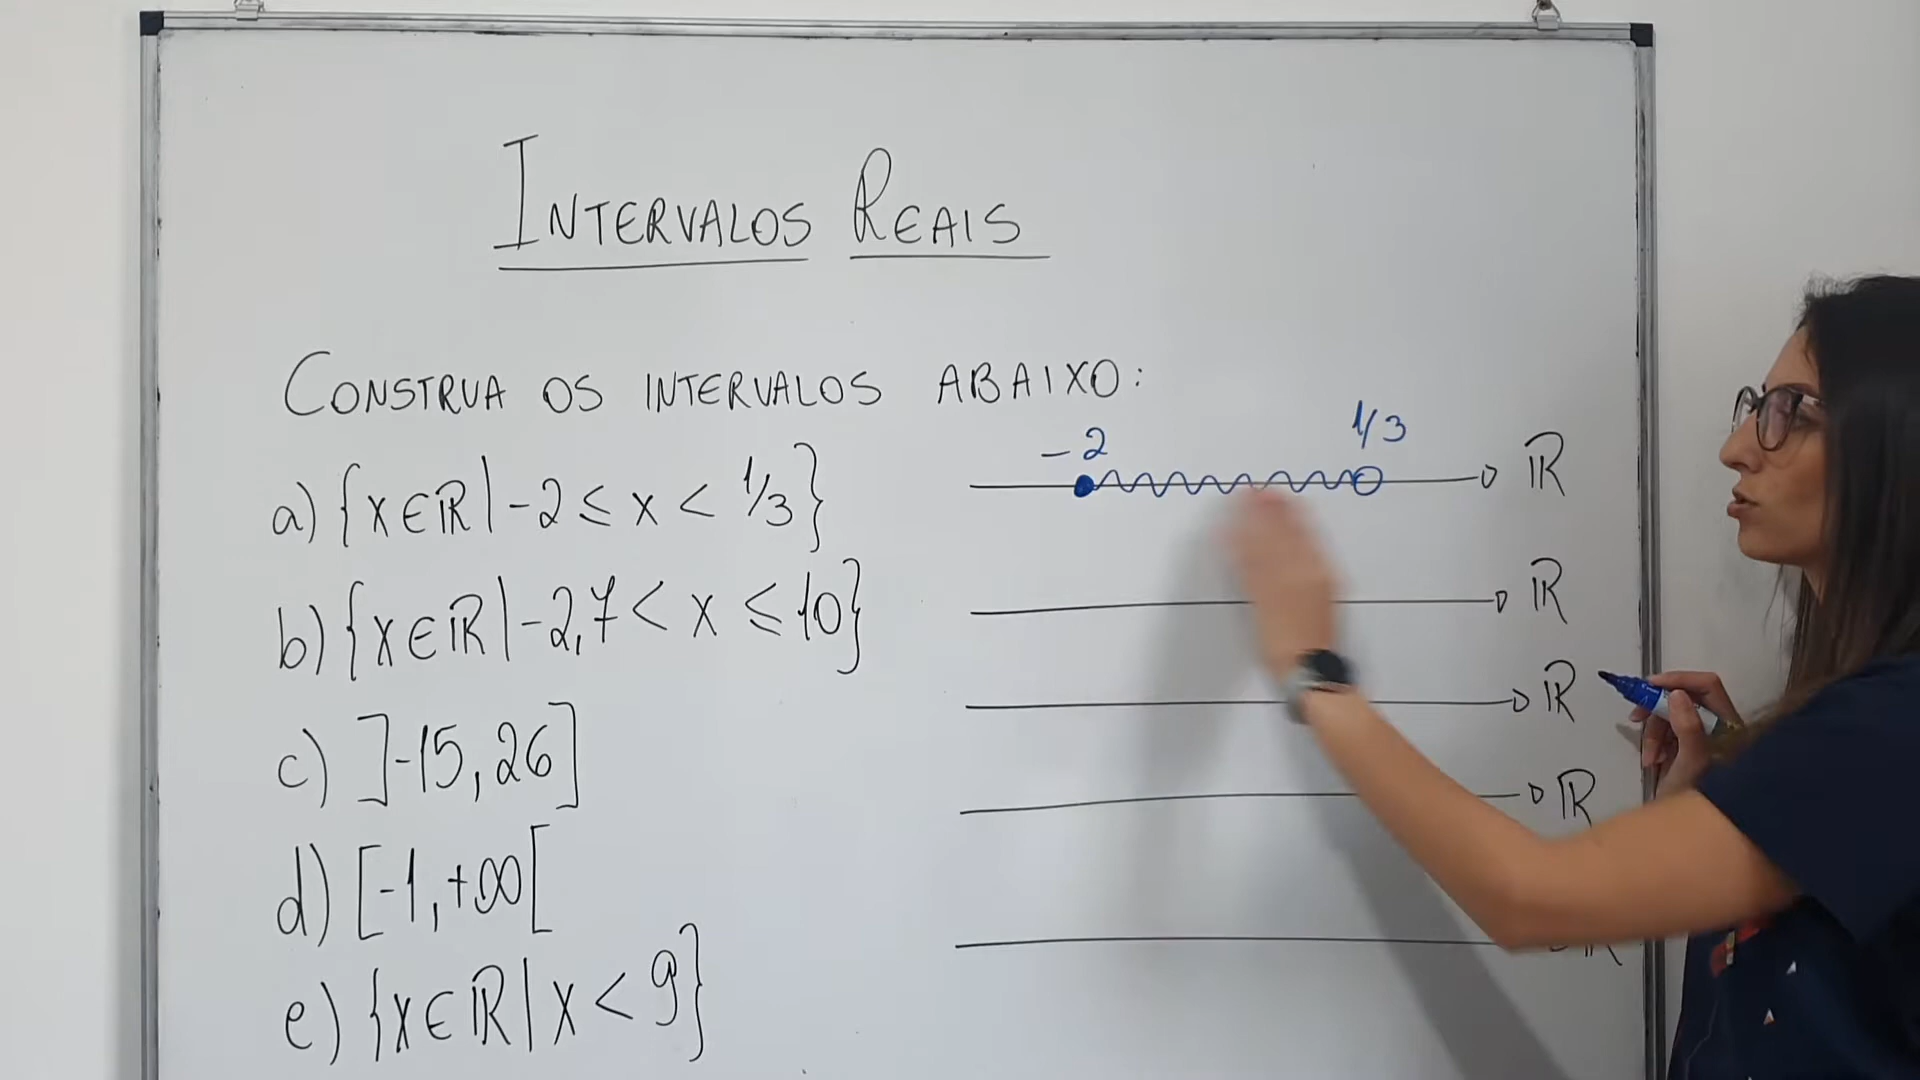 INTERVALOS REAIS
CONSTRUA OS INTERVALOS ABAIXO:
a) {x∈ℝ|-2≤x<1/3}
-2 1/3 ℝ
b) {x∈ℝ|-2,7<x≤10}
ℝ
c) ]-15,26]
ℝ
d) [-1,+∞[
ℝ
e) {x∈ℝ|x<9}
ℝ